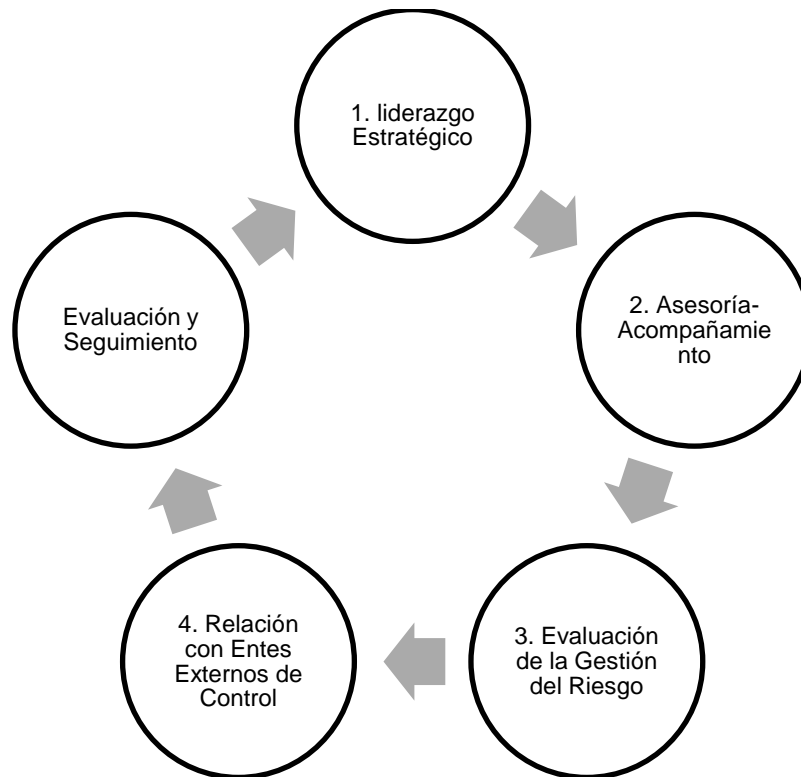 1. liderazgo
Estratégico
2. Asesoría-
Acompañamie
nto
3. Evaluación
de la Gestión
del Riesgo
4. Relación
con Entes
Externos de
Control
Evaluación y
Seguimiento